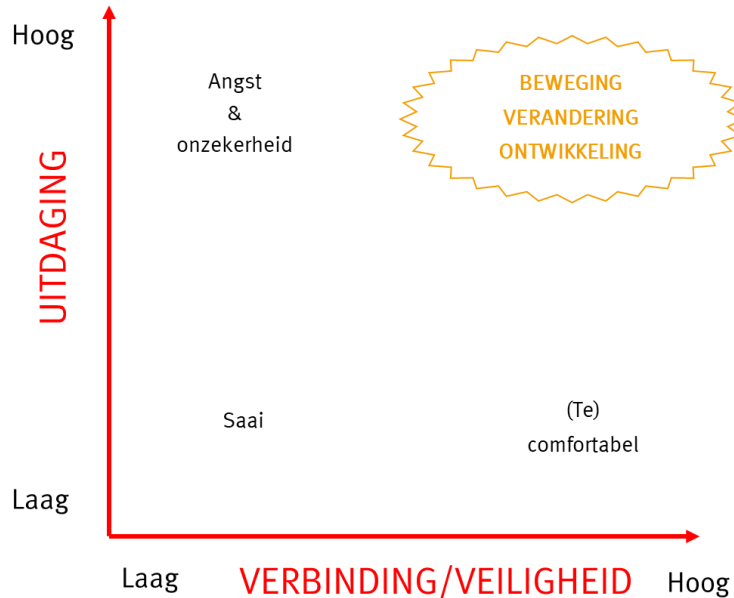 Hoog
Angst
&
onzekerheid
BEWEGING
VERANDERING
ONTWIKKELING
UITDAGING
Saai
(Te)
comfortabel
Laag
Laag
VERBINDING/VEILIGHEID
Hoog